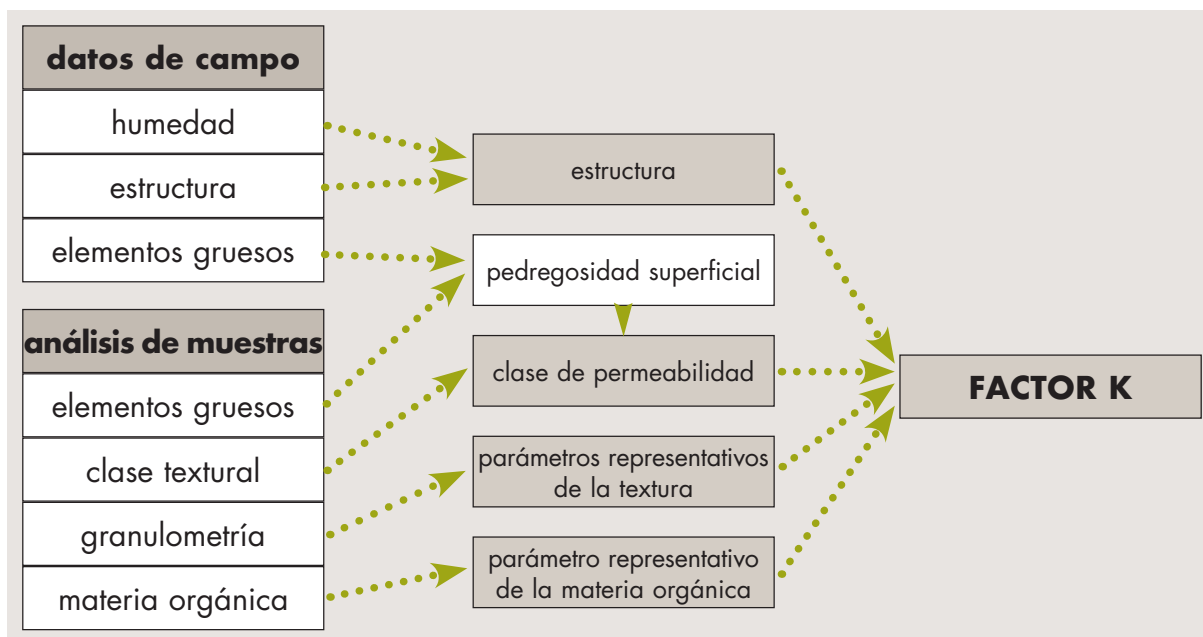 datos de campo
humedad
estructura
elementos gruesos
análisis de muestras
elementos gruesos
clase textural
granulometría
materia orgánica
estructura
pedregosidad superficial
clase de permeabilidad
parámetros representativos
de la textura
parámetro representativo
de la materia orgánica
FACTOR K